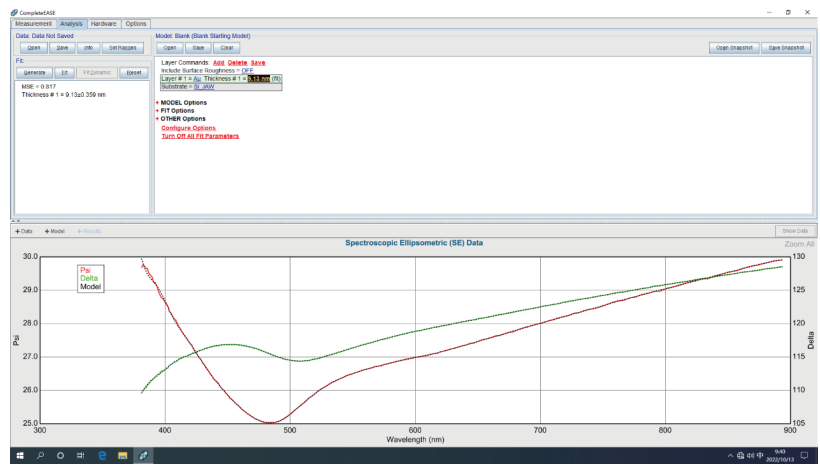 CompleteEASE
Measurement Analysis Hardware Options
Data: Data Not Saved
Open Save Info Set Ranges
Fit:
Generate Fit Fit Dynamic Reset
MSE = 0.817
Thickness # 1 = 9.13±0.359 nm
Model: Blank (Blank Starting Model)
Open Save Clear
Open Snapshot Save Snapshot
Layer Commands: Add Delete Save
Include Surface Roughness = OFF
Layer # 1 = Au Thickness # 1 = 9.13 nm (fit)
Substrate = SI_JAW
+ MODEL Options
+ FIT Options
+ OTHER Options
Configure Options
Turn Off All Fit Parameters
+ Data + Model + Results
Show Data
Spectroscopic Ellipsometric (SE) Data
Zoom All
Psi
Delta
Model
30.0
29.0
28.0
27.0
26.0
25.0
Psi
130
125
120
115
110
105
Delta
300 400 500 600 700 800 900
Wavelength (nm)
中
9:40
2022/10/13